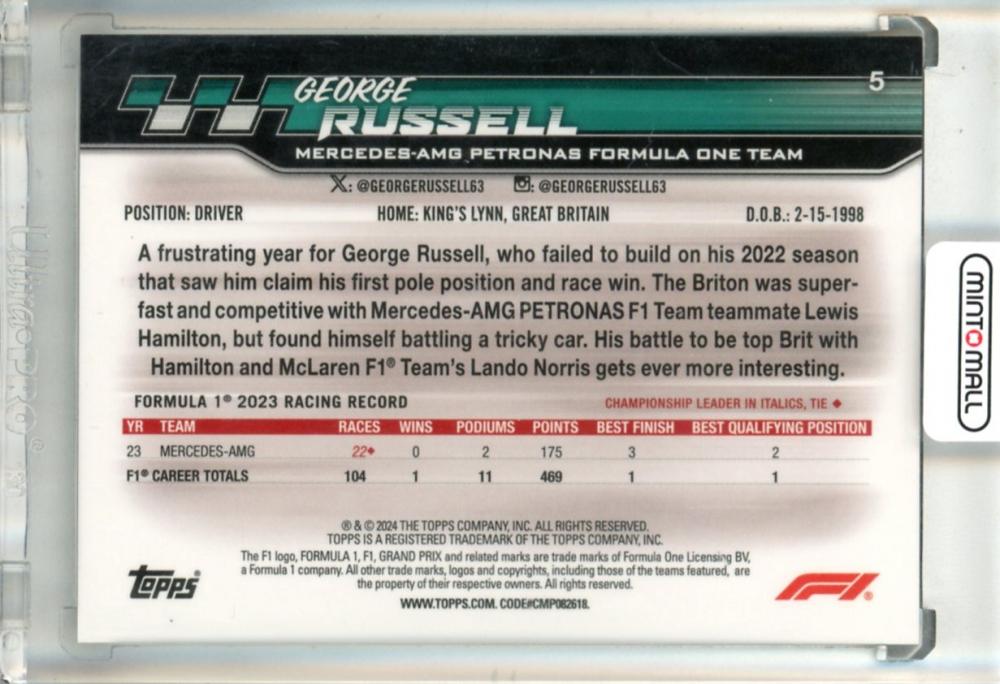 5
GEORGE
RUSSELL
MERCEDES-AMG PETRONAS FORMULA ONE TEAM
X: @GEORGERUSSELL63 : @GEORGERUSSELL63
POSITION: DRIVER HOME: KING'S LYNN, GREAT BRITAIN D.O.B.: 2-15-1998
A frustrating year for George Russell, who failed to build on his 2022 season
that saw him claim his first pole position and race win. The Briton was super-
fast and competitive with Mercedes-AMG PETRONAS F1 Team teammate Lewis
Hamilton, but found himself battling a tricky car. His battle to be top Brit with
Hamilton and McLaren F1® Team's Lando Norris gets ever more interesting.
FORMULA 1® 2023 RACING RECORD CHAMPIONSHIP LEADER IN ITALICS, TIE ♦
YR TEAM RACES WINS PODIUMS POINTS BEST FINISH BEST QUALIFYING POSITION
23 MERCEDES-AMG 22♦ 0 2 175 3 2
F1® CAREER TOTALS 104 1 11 469 1 1
® & © 2024 THE TOPPS COMPANY, INC. ALL RIGHTS RESERVED.
TOPPS IS A REGISTERED TRADEMARK OF THE TOPPS COMPANY, INC.
The F1 logo, FORMULA 1, F1, GRAND PRIX and related marks are trade marks of Formula One Licensing BV,
a Formula 1 company. All other trade marks, logos and copyrights, including those of the teams featured, are
the property of their respective owners. All rights reserved.
WWW.TOPPS.COM. CODE#CMP082618.
Topps
F1®
MINT MALL
Ultra PRO®